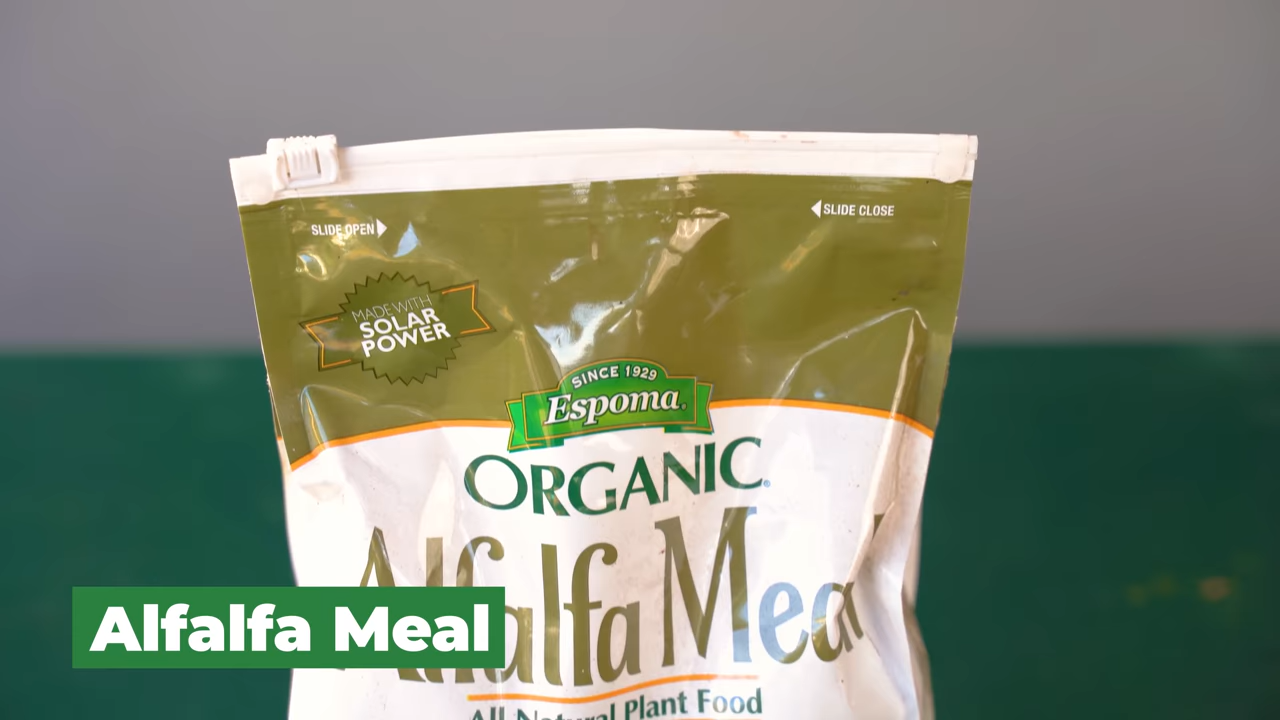 SLIDE OPEN
SLIDE CLOSE
MADE WITH
SOLAR
POWER
SINCE 1929
Espoma®
ORGANIC®
Alfalfa Meal
Alfalfa Meal
All-Natural Plant Food